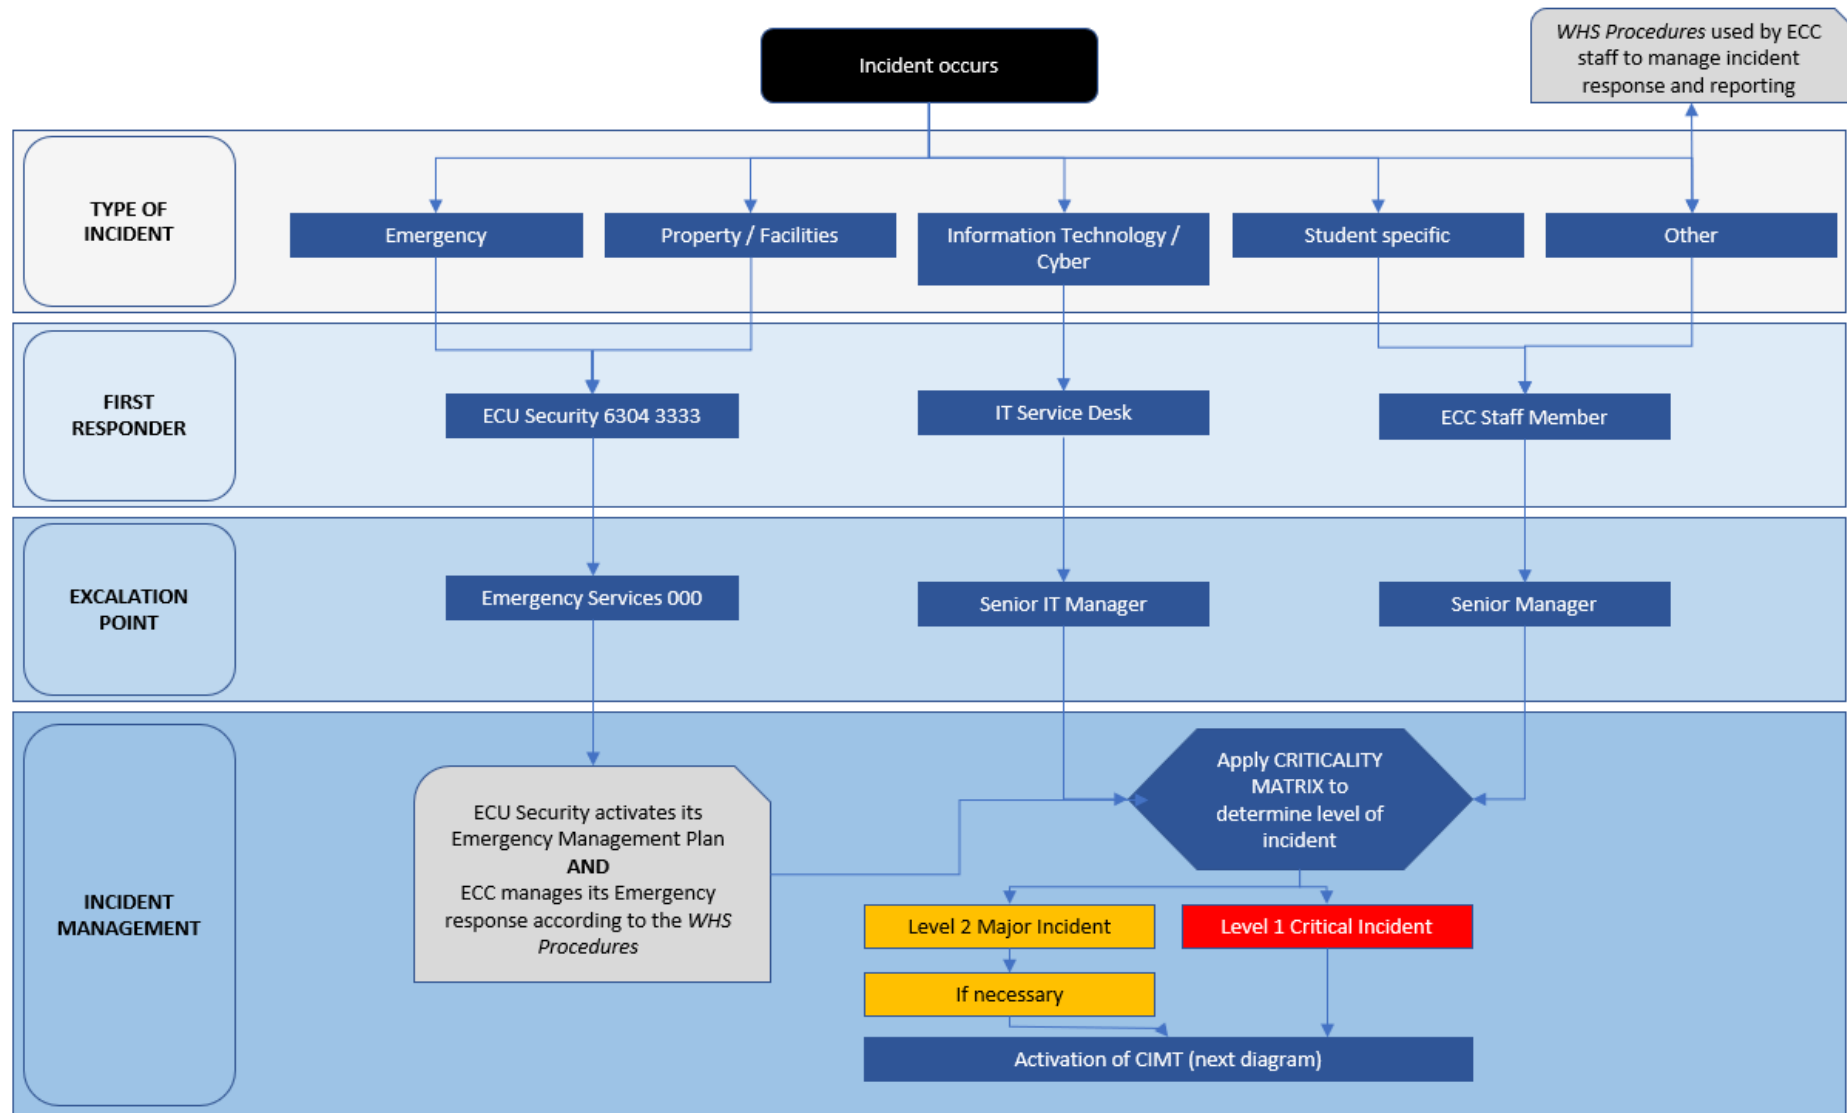 Incident occurs
WHS Procedures used by ECC
staff to manage incident
response and reporting
TYPE OF
INCIDENT
Emergency
Property / Facilities
Information Technology /
Cyber
Student specific
Other
FIRST
RESPONDER
ECU Security 6304 3333
IT Service Desk
ECC Staff Member
EXCALATION
POINT
Emergency Services 000
Senior IT Manager
Senior Manager
INCIDENT
MANAGEMENT
ECU Security activates its
Emergency Management Plan
AND
ECC manages its Emergency
response according to the WHS
Procedures
Apply CRITICALITY
MATRIX to
determine level of
incident
Level 2 Major Incident
Level 1 Critical Incident
If necessary
Activation of CIMT (next diagram)